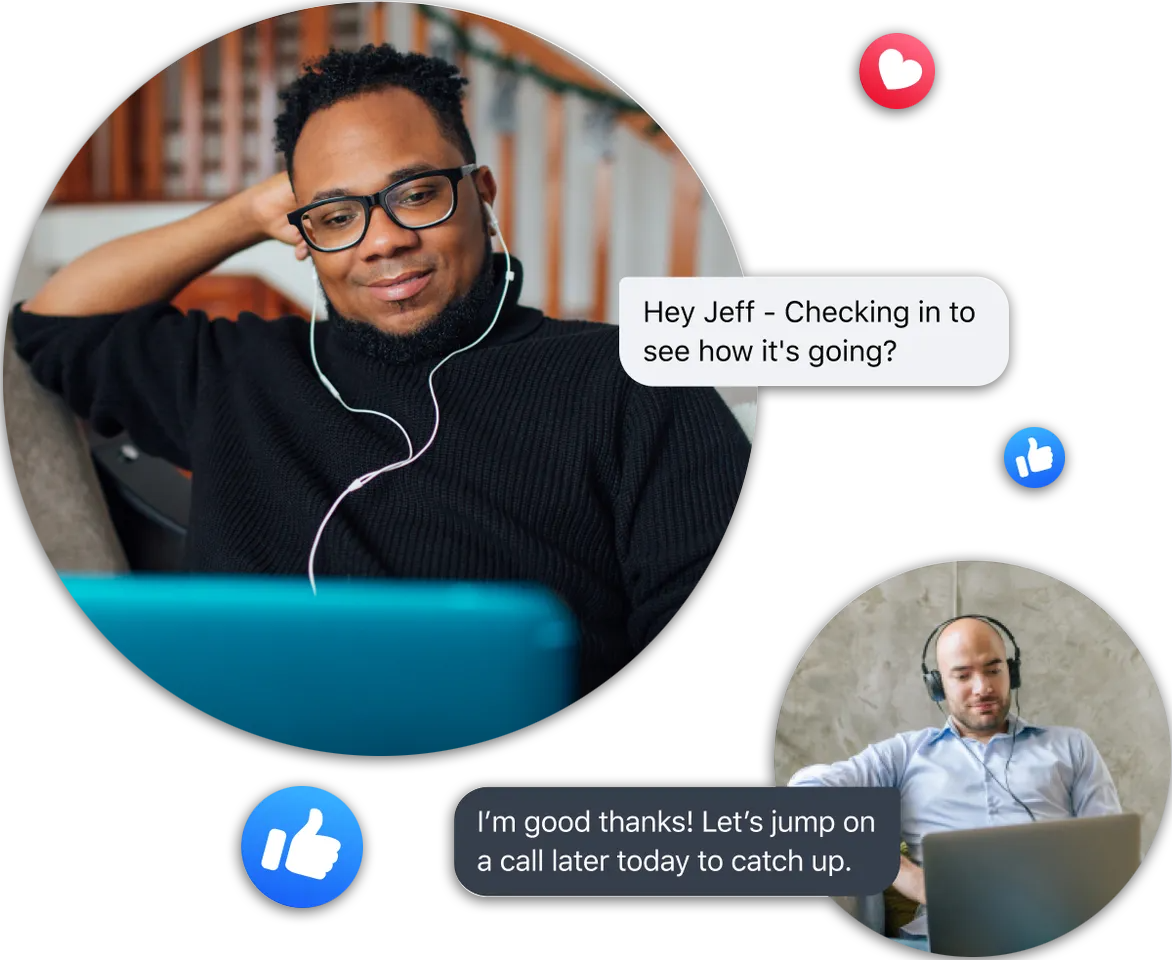 Hey Jeff - Checking in to
see how it's going?
I’m good thanks! Let’s jump on
a call later today to catch up.